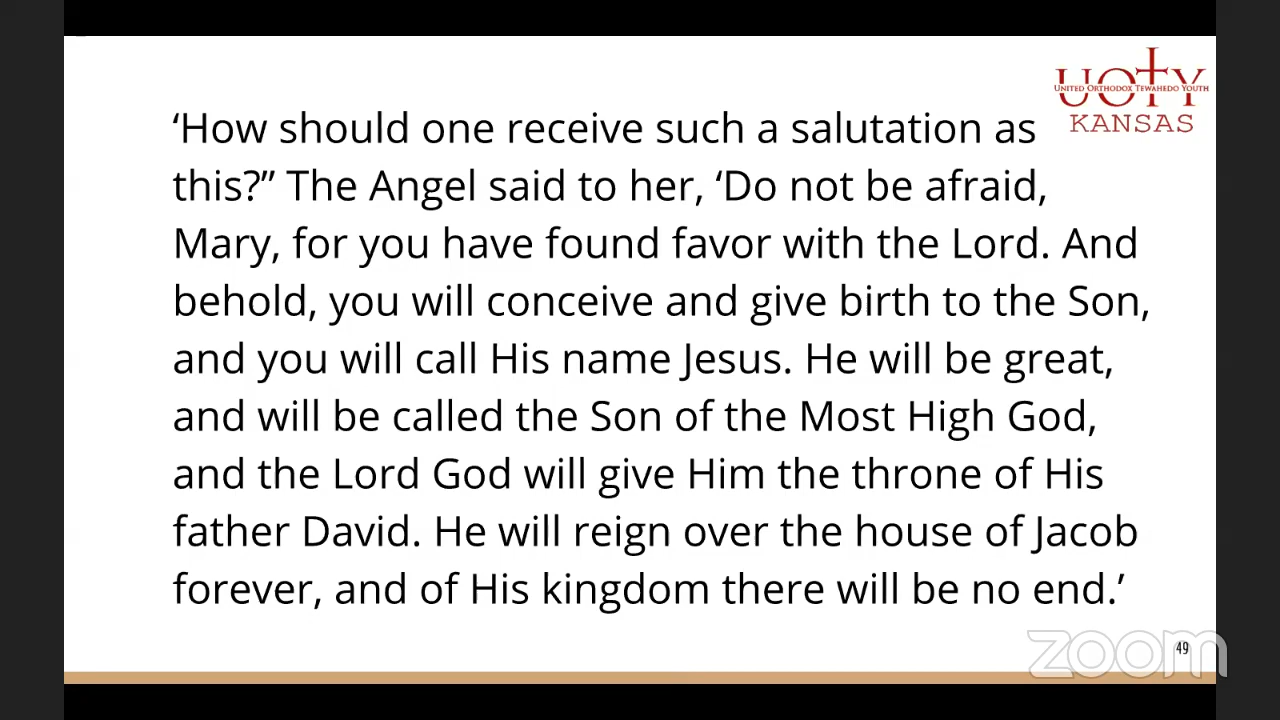 UOTY
UNITED ORTHODOX TEWAHEDO YOUTH
KANSAS
‘How should one receive such a salutation as
this?” The Angel said to her, ‘Do not be afraid,
Mary, for you have found favor with the Lord. And
behold, you will conceive and give birth to the Son,
and you will call His name Jesus. He will be great,
and will be called the Son of the Most High God,
and the Lord God will give Him the throne of His
father David. He will reign over the house of Jacob
forever, and of His kingdom there will be no end.’
zoom
49